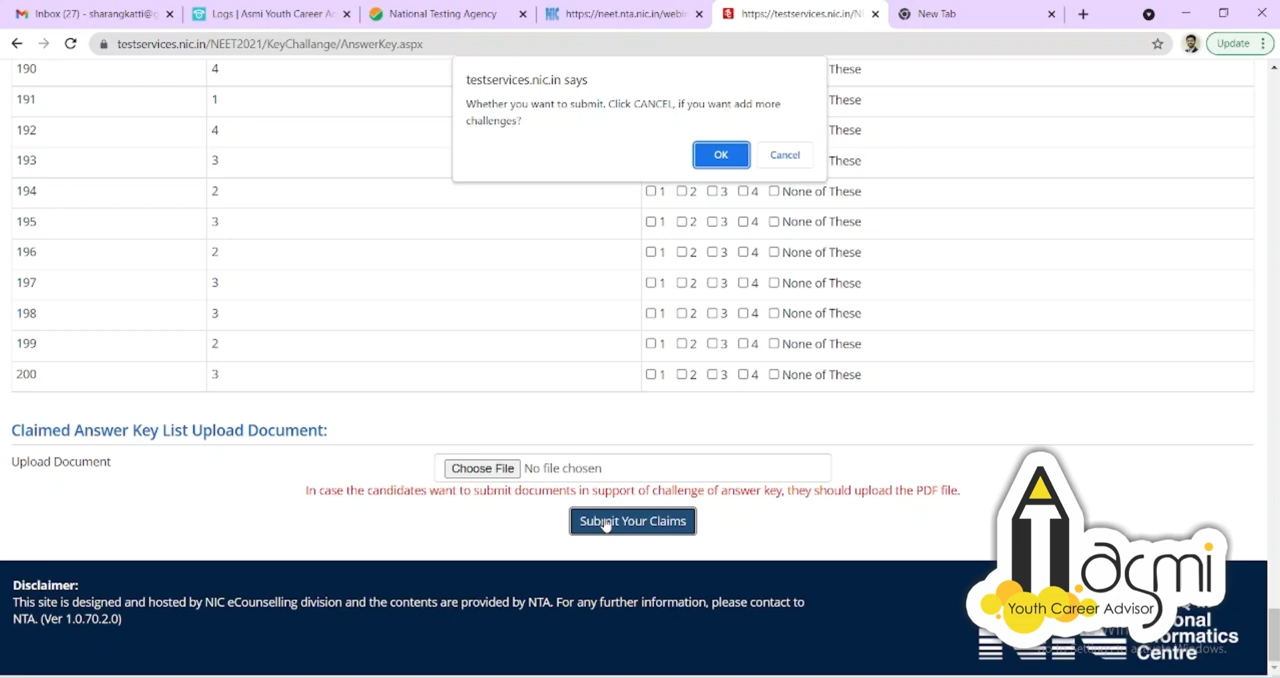 Inbox (27) - sharangkatti@g
Logs | Asmi Youth Career Ac
National Testing Agency
https://neet.nta.nic.in/webin
https://testservices.nic.in/NE
New Tab
testservices.nic.in/NEET2021/KeyChallange/AnswerKey.aspx
Update
testservices.nic.in says
Whether you want to submit. Click CANCEL, if you want add more
challenges?
OK Cancel
190 4 These
191 1 These
192 4 These
193 3 These
194 2 1 2 3 4 None of These
195 3 1 2 3 4 None of These
196 2 1 2 3 4 None of These
197 3 1 2 3 4 None of These
198 3 1 2 3 4 None of These
199 2 1 2 3 4 None of These
200 3 1 2 3 4 None of These
Claimed Answer Key List Upload Document:
Upload Document Choose File No file chosen
In case the candidates want to submit documents in support of challenge of answer key, they should upload the PDF file.
Submit Your Claims
Disclaimer:
This site is designed and hosted by NIC eCounselling division and the contents are provided by NTA. For any further information, please contact to
NTA. (Ver 1.0.70.2.0)
asmi
Youth Career Advisor
Informatics
Centre